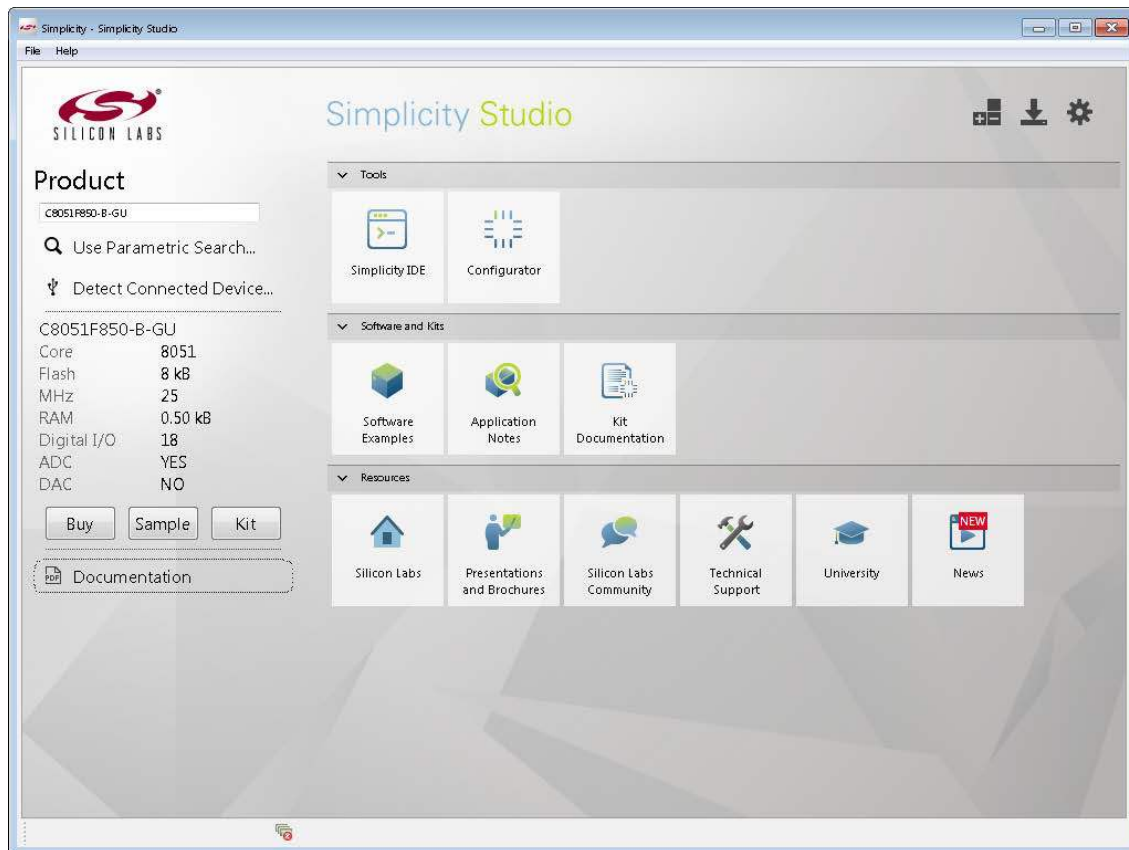 Simplicity - Simplicity Studio
File Help
SILICON LABS
Simplicity Studio
Product
C8051F850-B-GU
Use Parametric Search...
Detect Connected Device...
C8051F850-B-GU
Core 8051
Flash 8 kB
MHz 25
RAM 0.50 kB
Digital I/O 18
ADC YES
DAC NO
Buy Sample Kit
PDF Documentation
Tools
Simplicity IDE Configurator
Software and Kits
Software Application Kit
Examples Notes Documentation
Resources
NEW
Silicon Labs Presentations Silicon Labs Technical University News
and Brochures Community Support